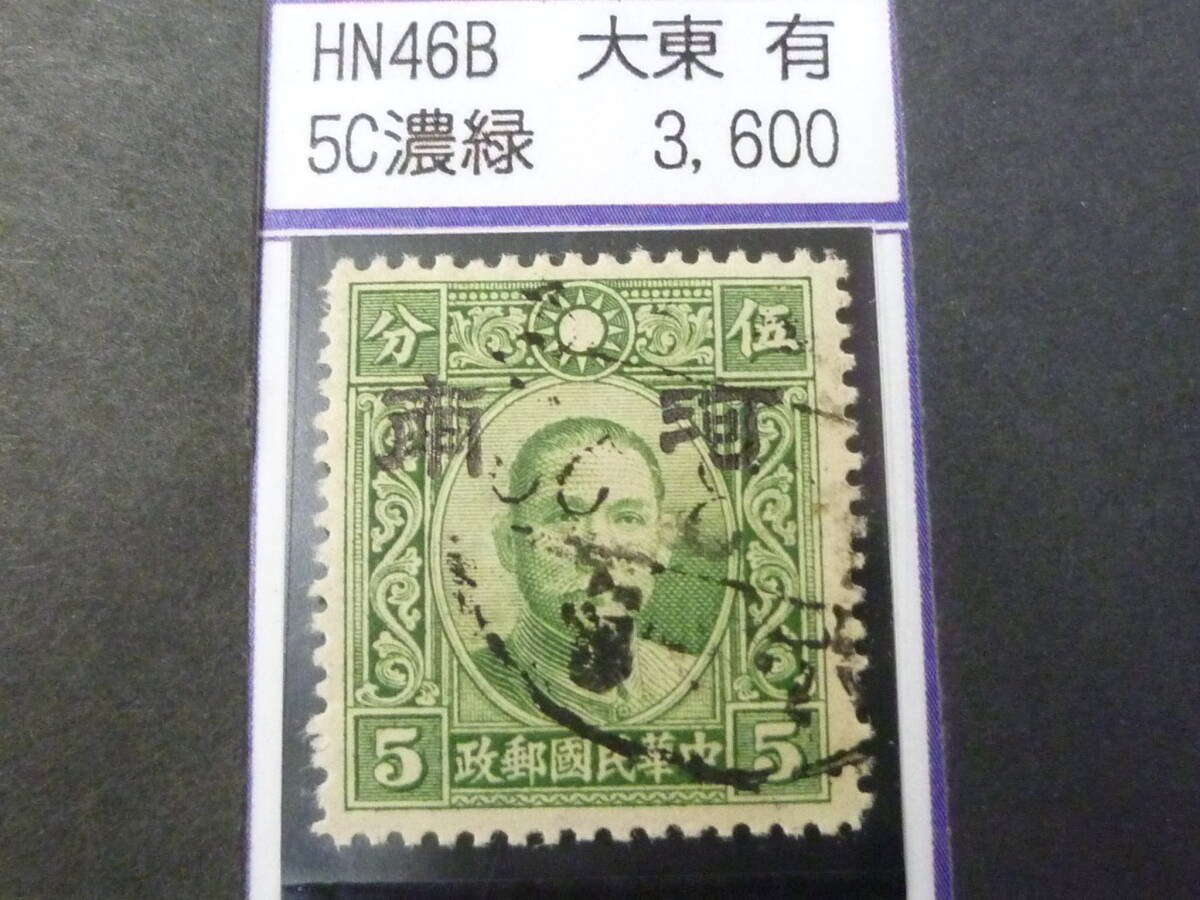 HN46B 大東 有
5C濃緑 3,600
分 伍
南 河
5 政郵國民華中 5